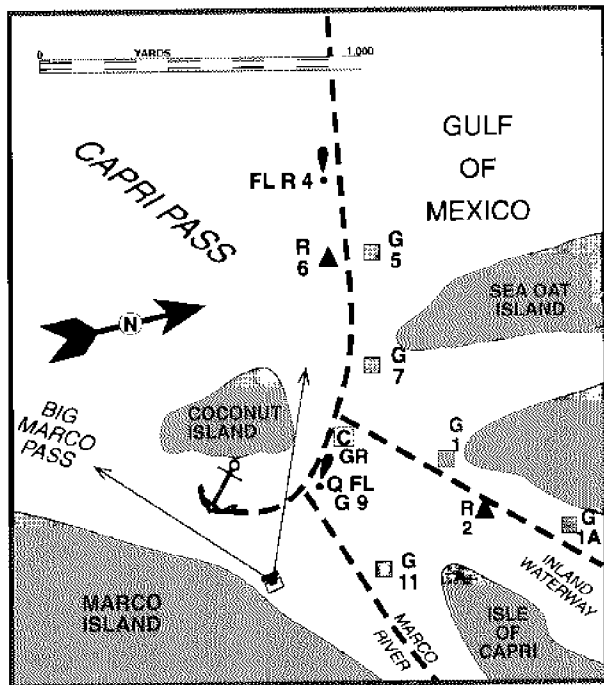 0 YARDS 1,000
GULF
OF
MEXICO
CAPRI PASS
FL R 4
R
6
G
5
SEA OAT
ISLAND
N
G
7
BIG
MARCO
PASS
COCONUT
ISLAND
C
GR
G
1
Q FL
G 9
R
2
G
1A
INLAND
WATERWAY
G
11
MARCO
ISLAND
MARCO
RIVER
ISLE
OF
CAPRI